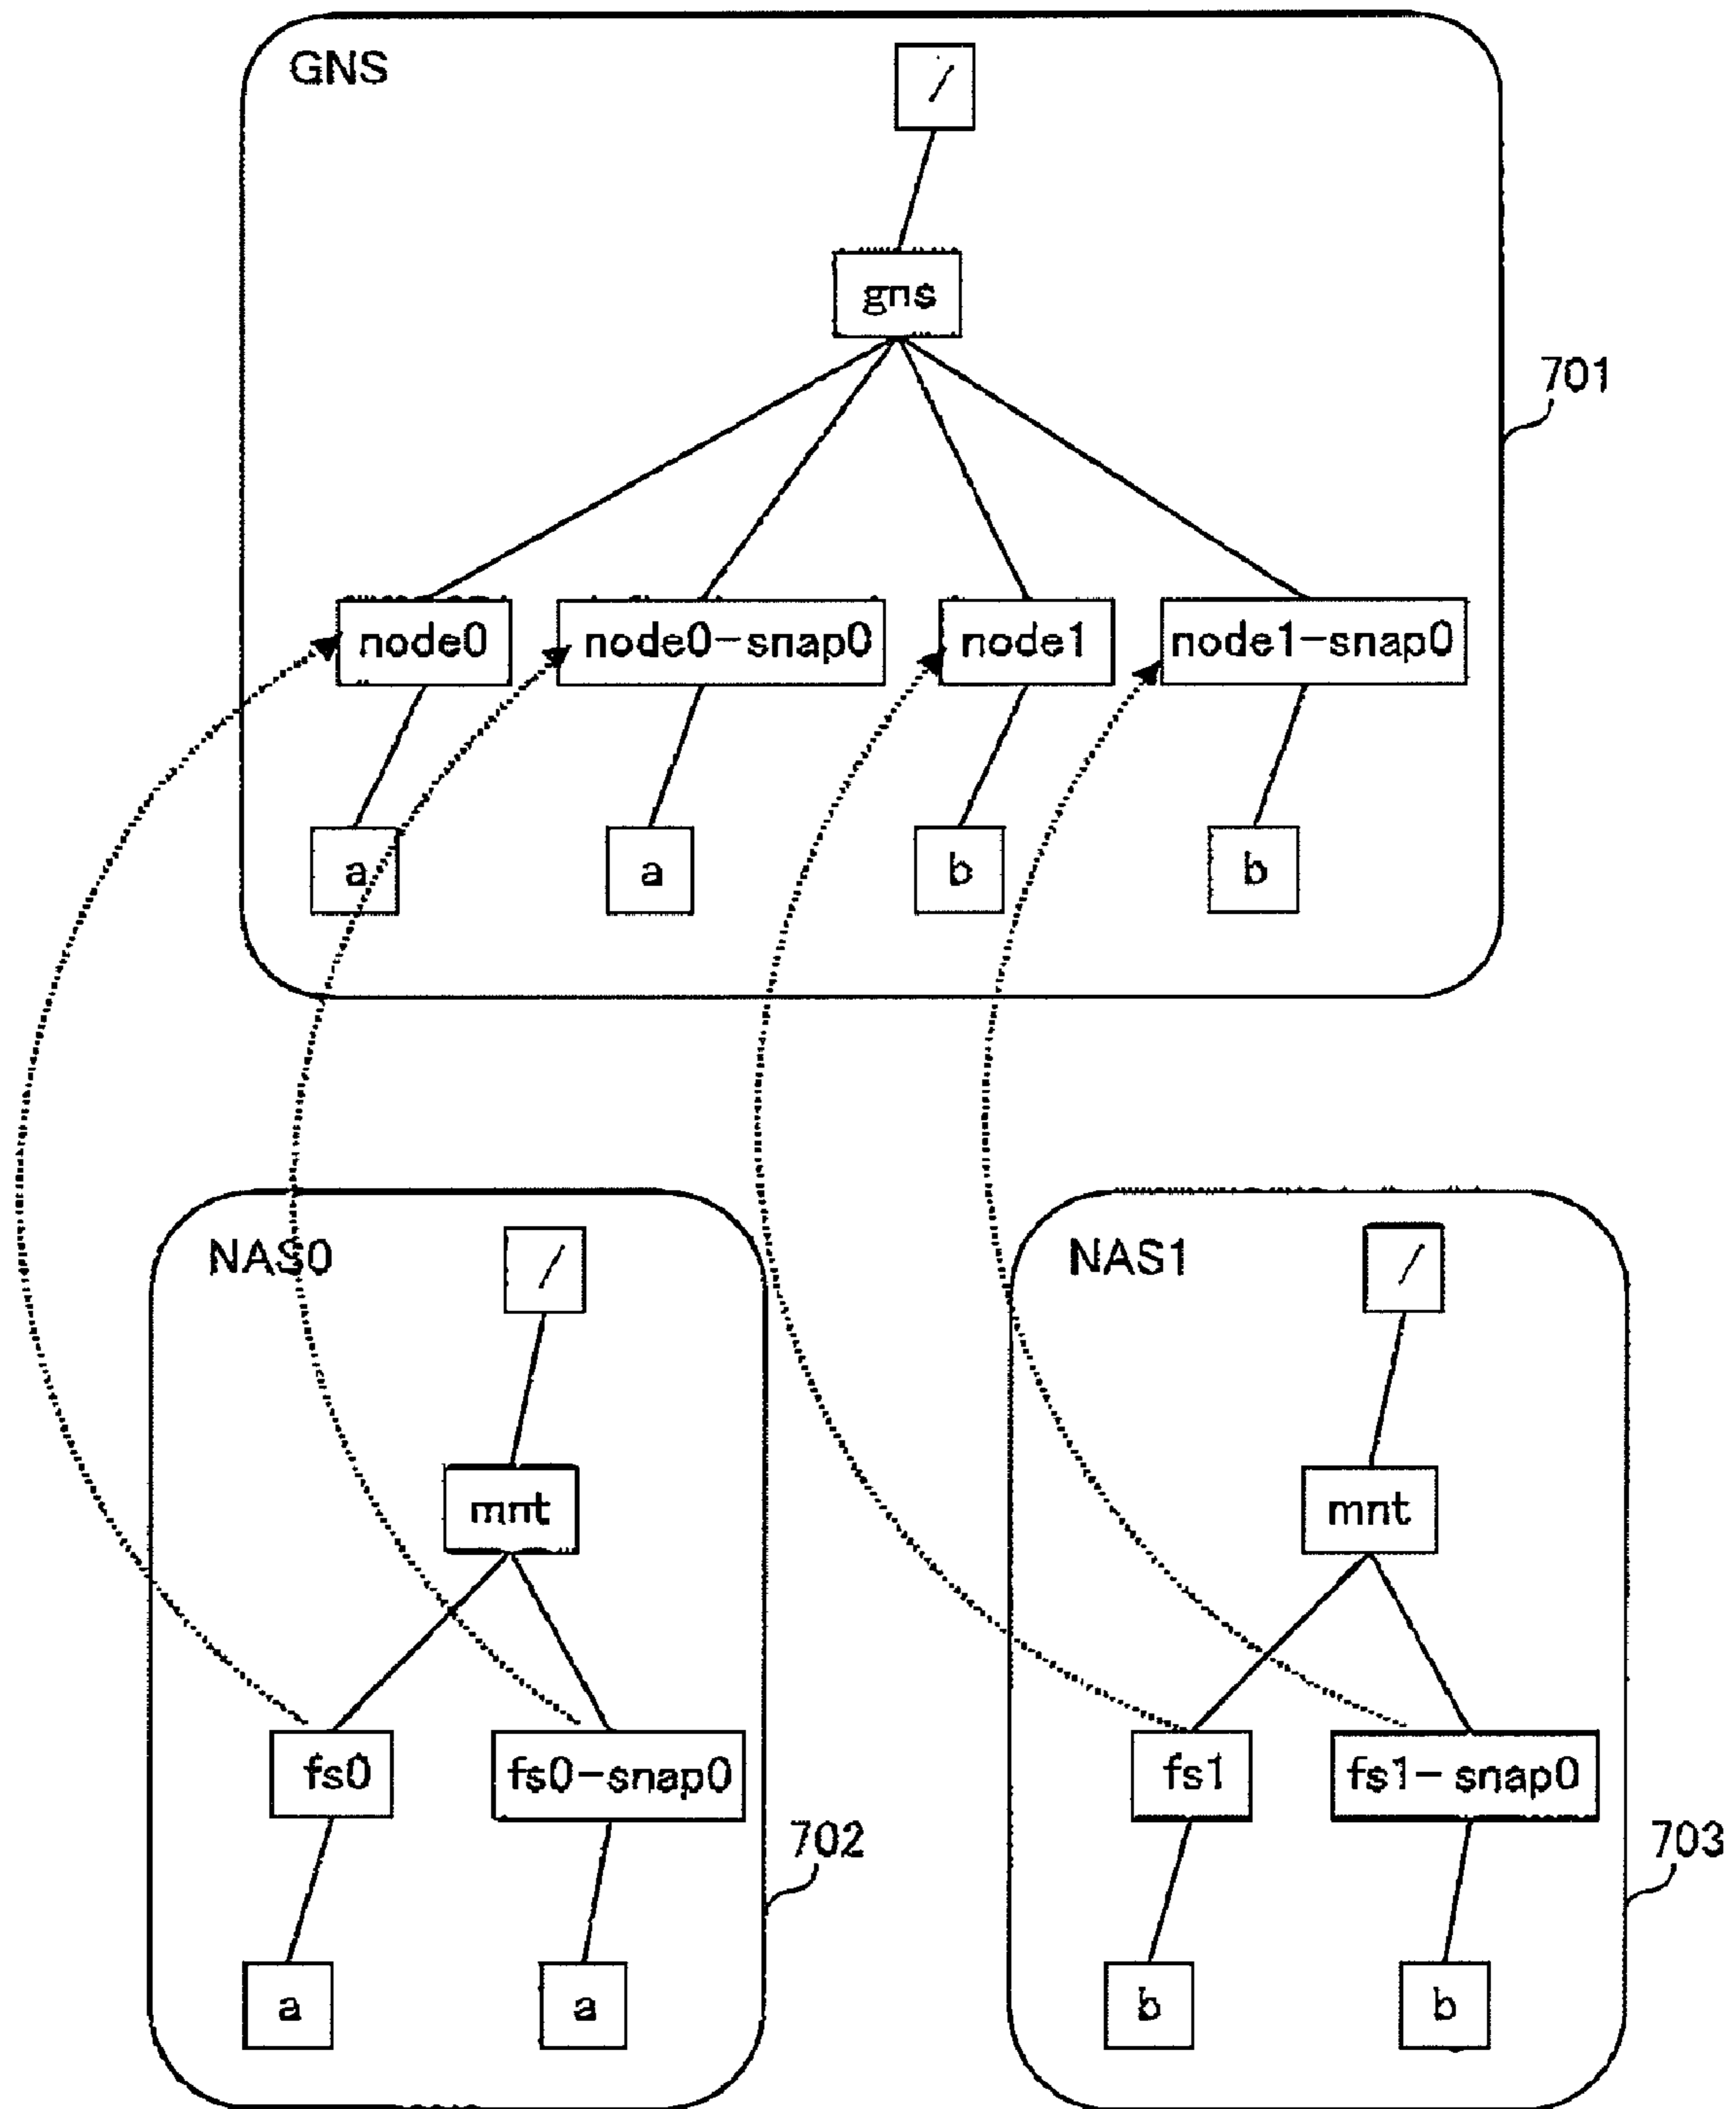 GNS
/
gns
701
node0 node0-snap0 node1 node1-snap0
a a b b
NAS0
/
mnt
fs0 fs0-snap0
702
a a
NAS1
/
mnt
fs1 fs1-snap0
703
b b